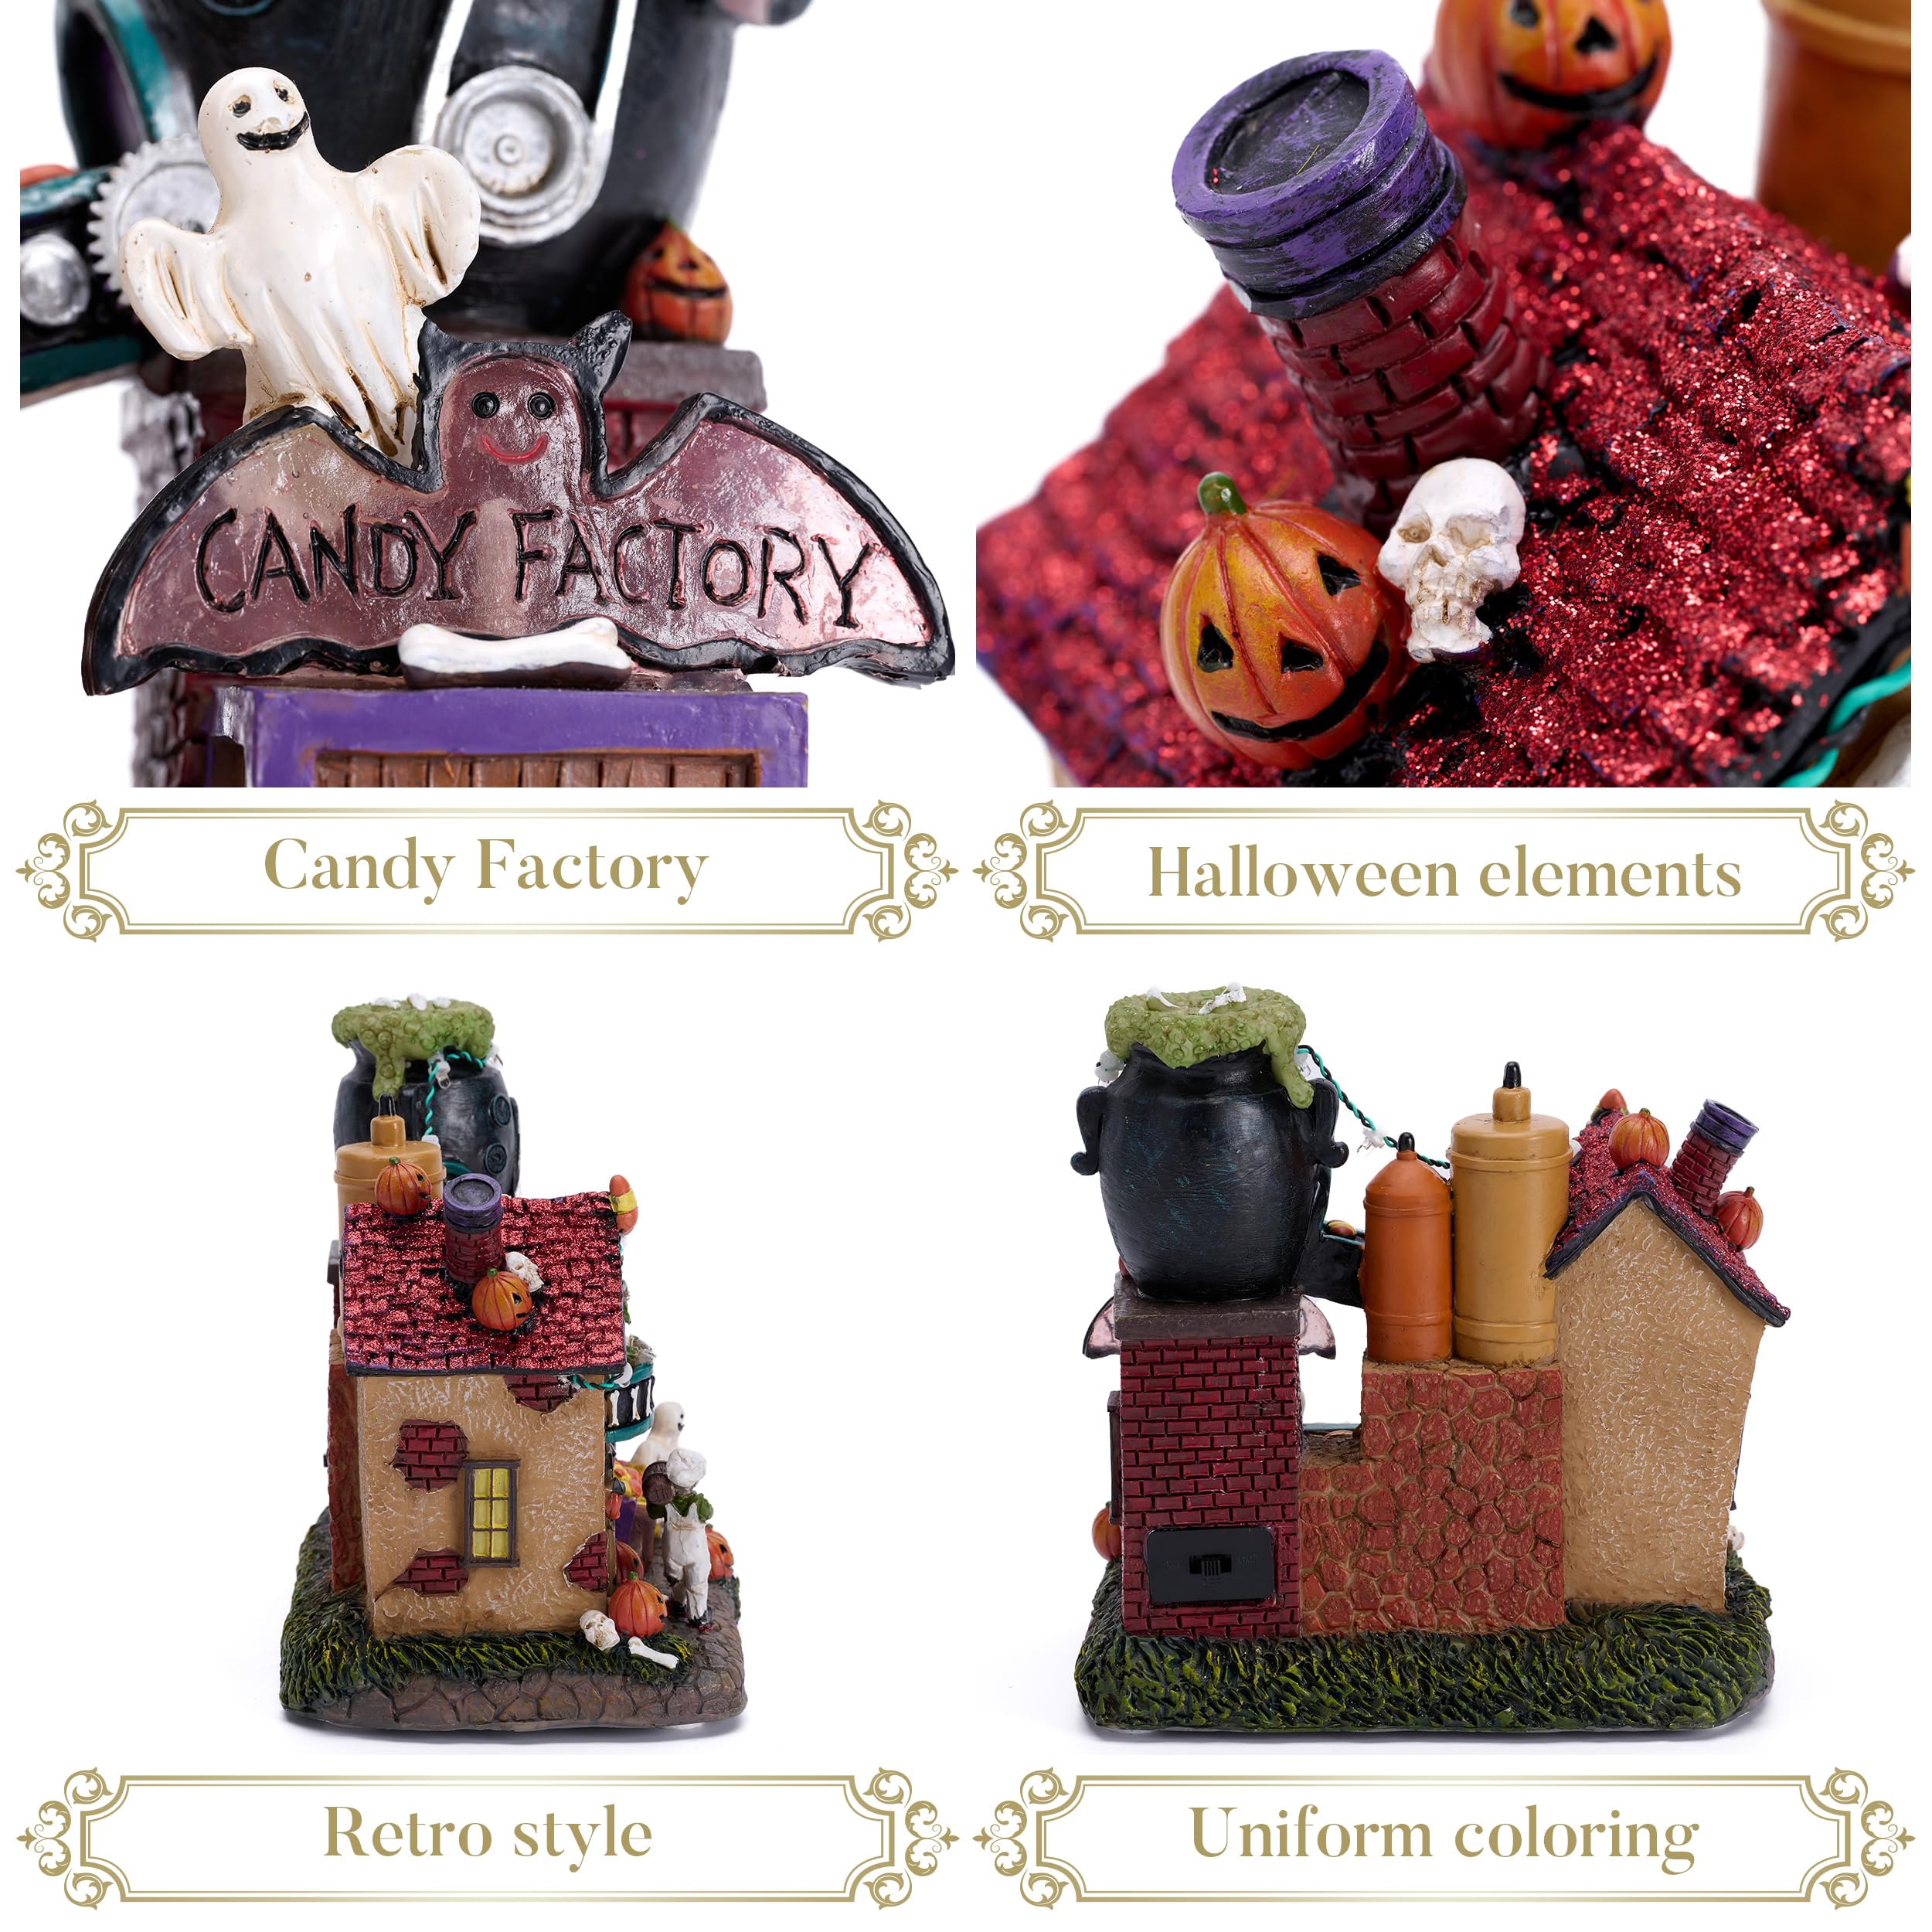 CANDY FACTORY
Candy Factory
Halloween elements
Retro style
Uniform coloring